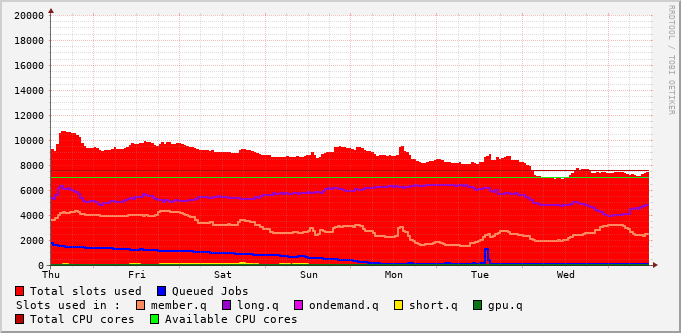 RRDTOOL / TOBI OETIKER
20000
18000
16000
14000
12000
10000
8000
6000
4000
2000
0
Thu Fri Sat Sun Mon Tue Wed
Total slots used Queued Jobs
Slots used in : member.q long.q ondemand.q short.q gpu.q
Total CPU cores Available CPU cores